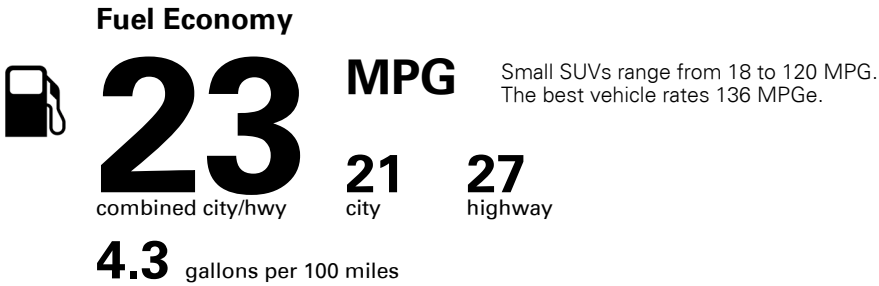 Fuel Economy
23
MPG
Small SUVs range from 18 to 120 MPG.
The best vehicle rates 136 MPGe.
21
27
combined city/hwy
city
highway
4.3 gallons per 100 miles